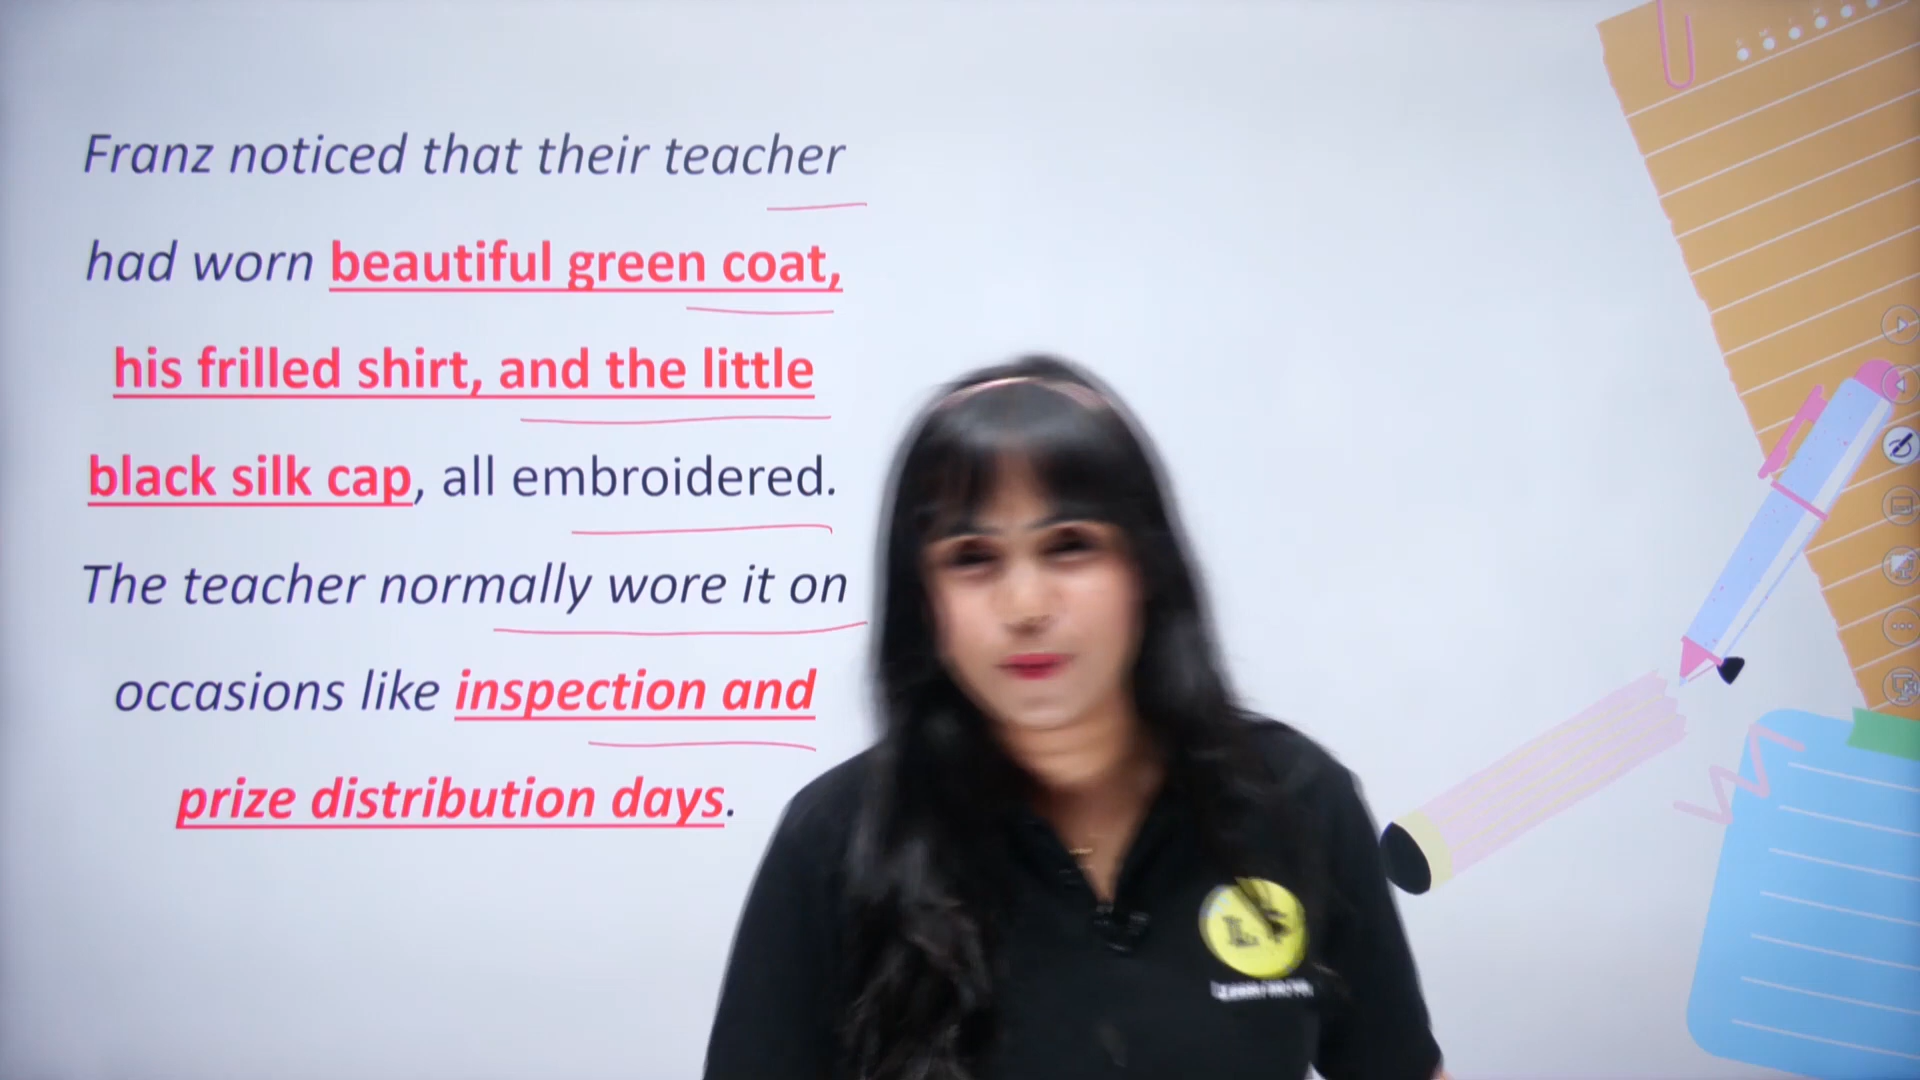 Franz noticed that their teacher
had worn beautiful green coat,
his frilled shirt, and the little
black silk cap, all embroidered.
The teacher normally wore it on
occasions like inspection and
prize distribution days.